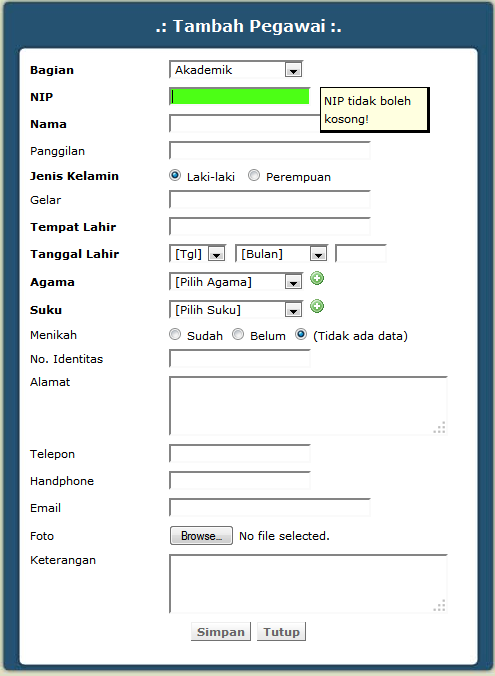 .: Tambah Pegawai :.
Bagian Akademik
NIP
NIP tidak boleh
kosong!
Nama
Panggilan
Jenis Kelamin Laki-laki Perempuan
Gelar
Tempat Lahir
Tanggal Lahir [Tgl] [Bulan]
Agama [Pilih Agama]
Suku [Pilih Suku]
Menikah Sudah Belum (Tidak ada data)
No. Identitas
Alamat
Telepon
Handphone
Email
Foto Browse... No file selected.
Keterangan
Simpan Tutup